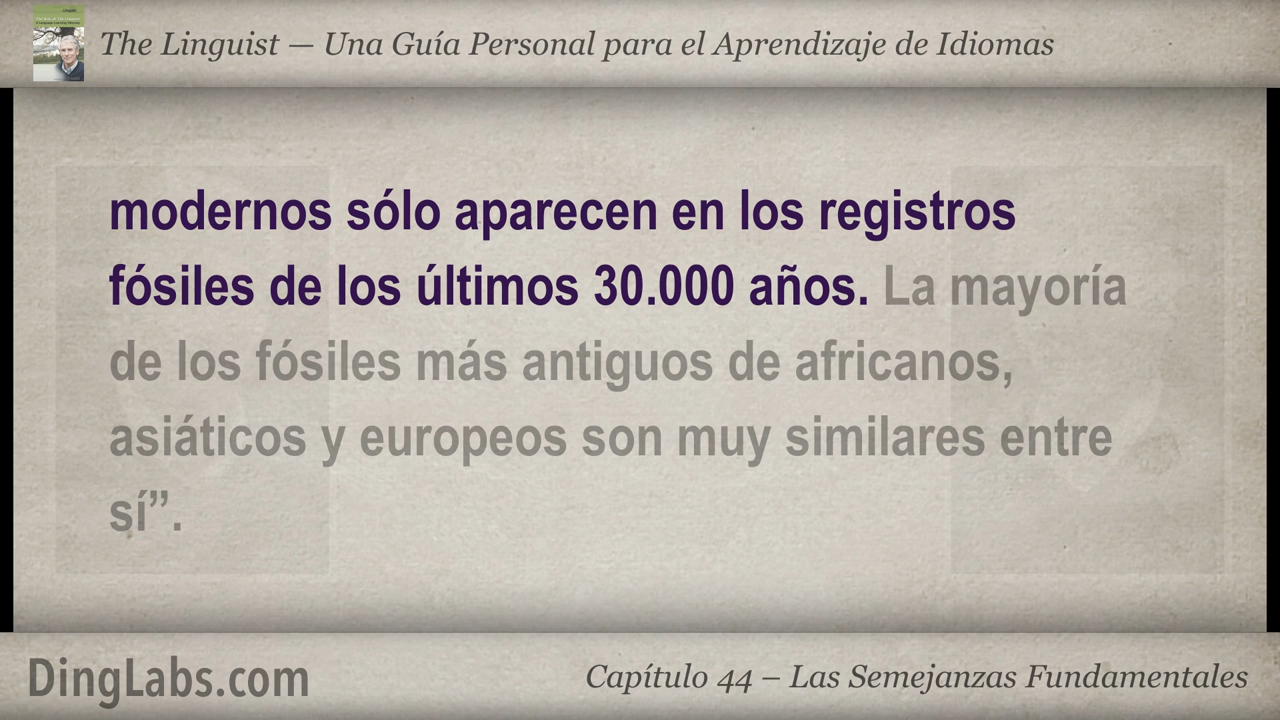 The Linguist — Una Guía Personal para el Aprendizaje de Idiomas
modernos sólo aparecen en los registros
fósiles de los últimos 30.000 años. La mayoría
de los fósiles más antiguos de africanos,
asiáticos y europeos son muy similares entre
sí”.
DingLabs.com
Capítulo 44 – Las Semejanzas Fundamentales